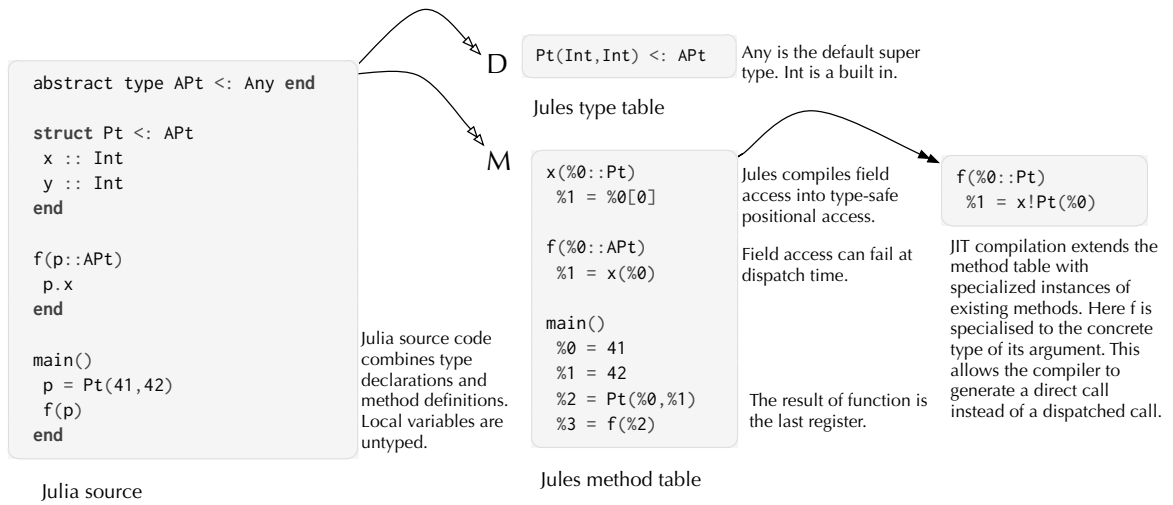 abstract type APt <: Any end
struct Pt <: APt
x :: Int
y :: Int
end
f(p::APt)
p.x
end
main()
p = Pt(41,42)
f(p)
end
Julia source
Julia source code
combines type
declarations and
method definitions.
Local variables are
untyped.
D
Pt(Int,Int) <: APt
Jules type table
Any is the default super
type. Int is a built in.
M
x(%0::Pt)
%1 = %0[0]
f(%0::APt)
%1 = x(%0)
main()
%0 = 41
%1 = 42
%2 = Pt(%0,%1)
%3 = f(%2)
Jules method table
Jules compiles field
access into type-safe
positional access.
Field access can fail at
dispatch time.
The result of function is
the last register.
f(%0::Pt)
%1 = x!Pt(%0)
JIT compilation extends the
method table with
specialized instances of
existing methods. Here f is
specialised to the concrete
type of its argument. This
allows the compiler to
generate a direct call
instead of a dispatched call.